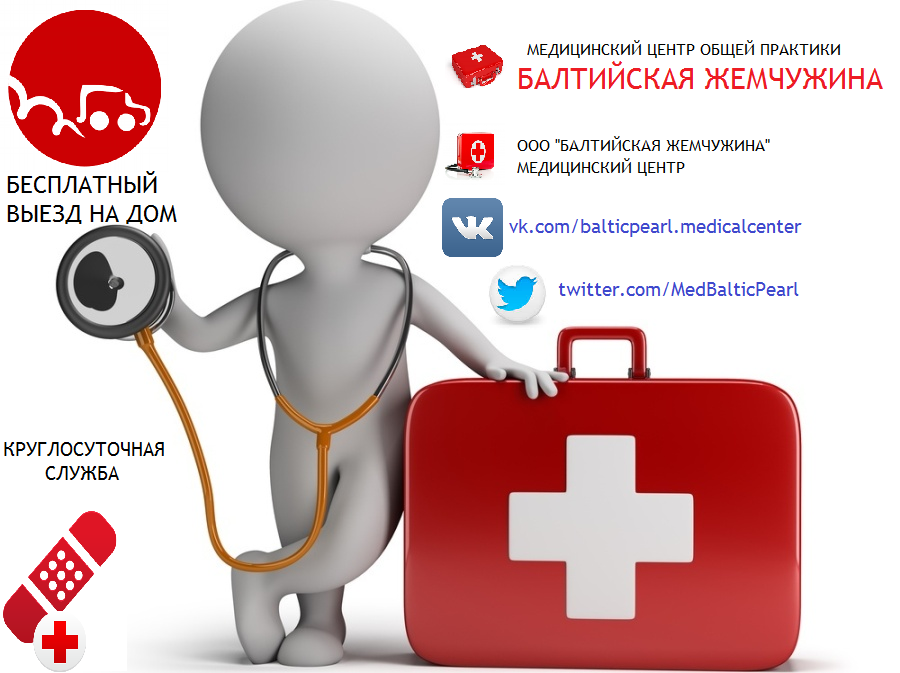 МЕДИЦИНСКИЙ ЦЕНТР ОБЩЕЙ ПРАКТИКИ
БАЛТИЙСКАЯ ЖЕМЧУЖИНА
ООО "БАЛТИЙСКАЯ ЖЕМЧУЖИНА"
МЕДИЦИНСКИЙ ЦЕНТР
БЕСПЛАТНЫЙ
ВЫЕЗД НА ДОМ
vk.com/balticpearl.medicalcenter
twitter.com/MedBalticPearl
КРУГЛОСУТОЧНАЯ
СЛУЖБА